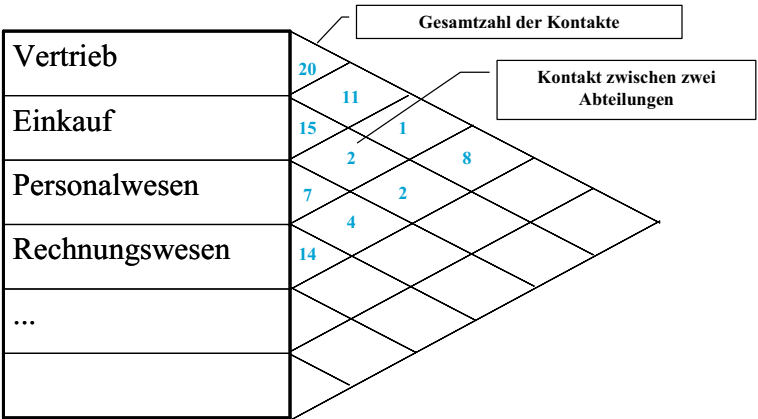 Gesamtzahl der Kontakte
Vertrieb
20
Kontakt zwischen zwei
Abteilungen
11
Einkauf
15
1
2
8
Personalwesen
7
2
4
Rechnungswesen
14
...